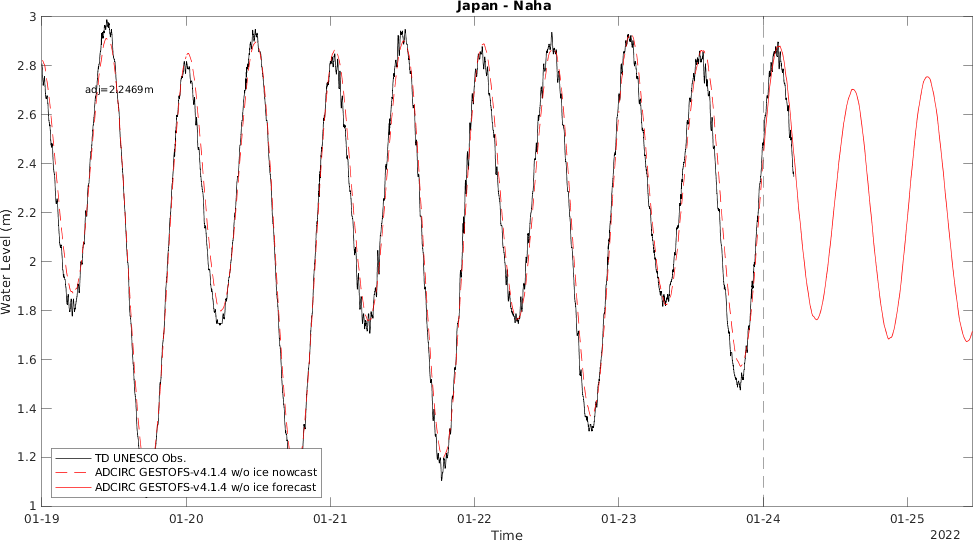 Japan - Naha
3
2.8
2.6
2.4
2.2
2
1.8
1.6
1.4
1.2
1
Water Level (m)
adj=2.2469m
TD UNESCO Obs.
ADCIRC GESTOFS-v4.1.4 w/o ice nowcast
ADCIRC GESTOFS-v4.1.4 w/o ice forecast
01-19 01-20 01-21 01-22 01-23 01-24 01-25
Time
2022